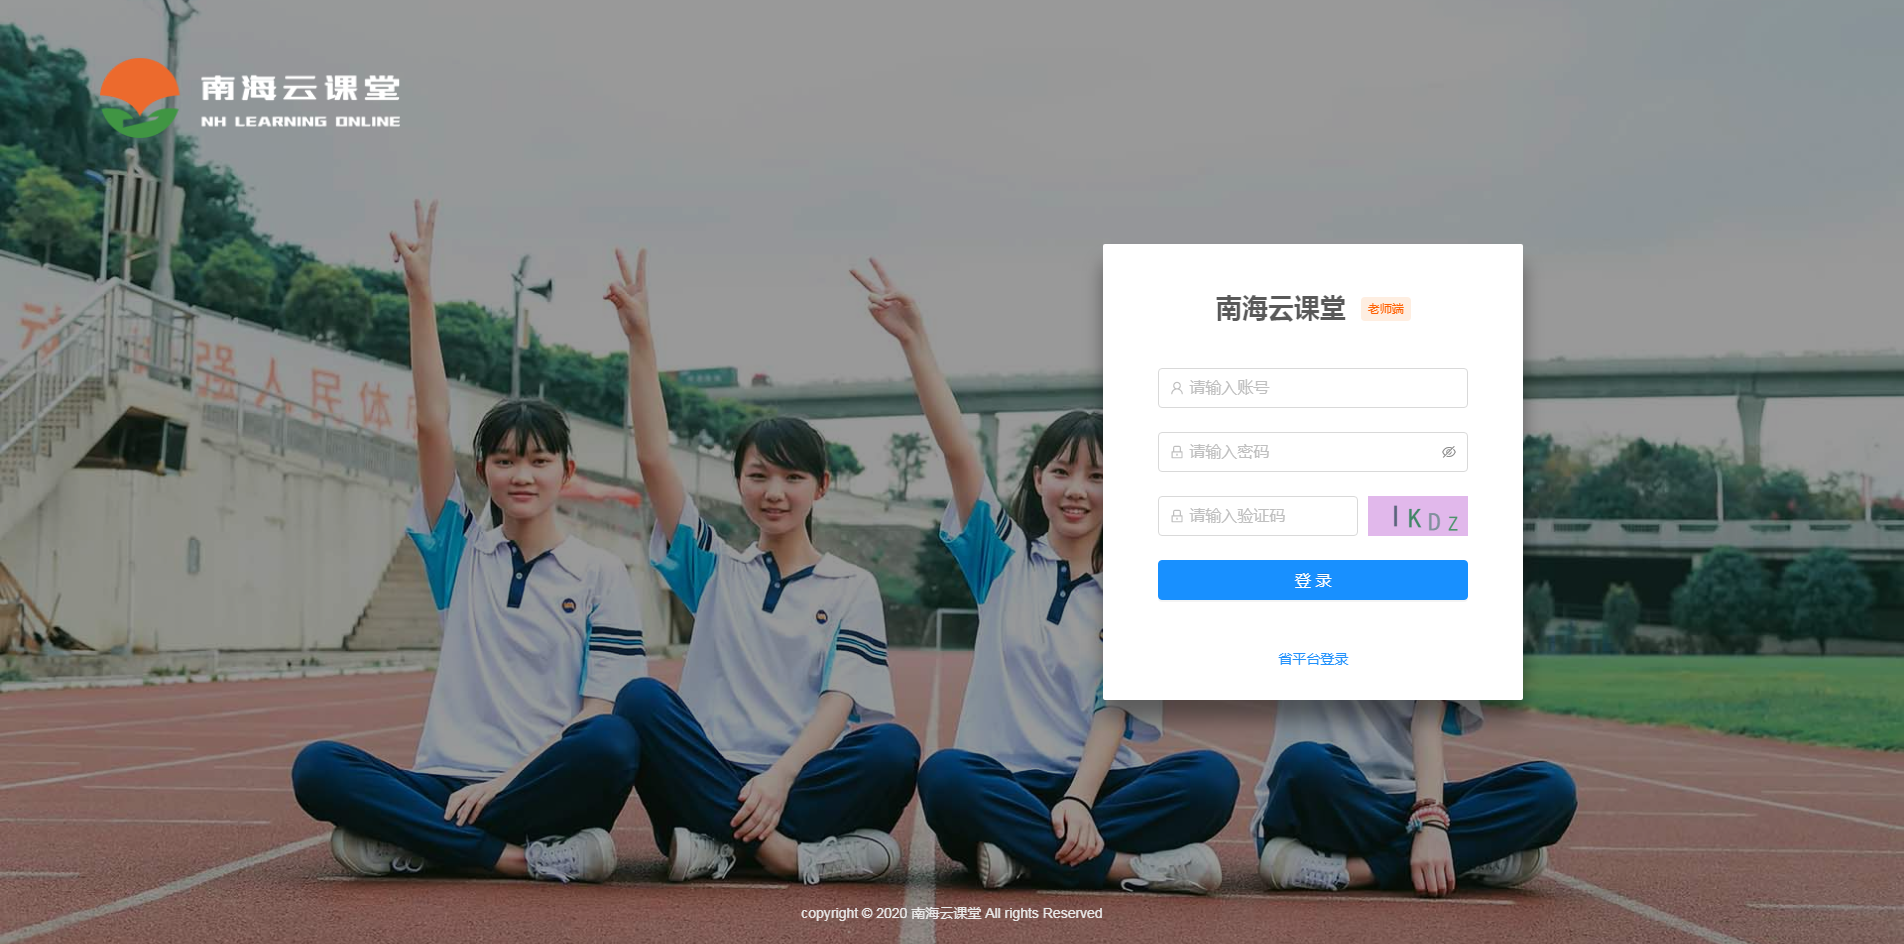 南海云课堂
NH LEARNING ONLINE
强人民体
南海云课堂 老师端
请输入账号
请输入密码
请输入验证码
IKDZ
登 录
省平台登录
copyright © 2020 南海云课堂 All rights Reserved